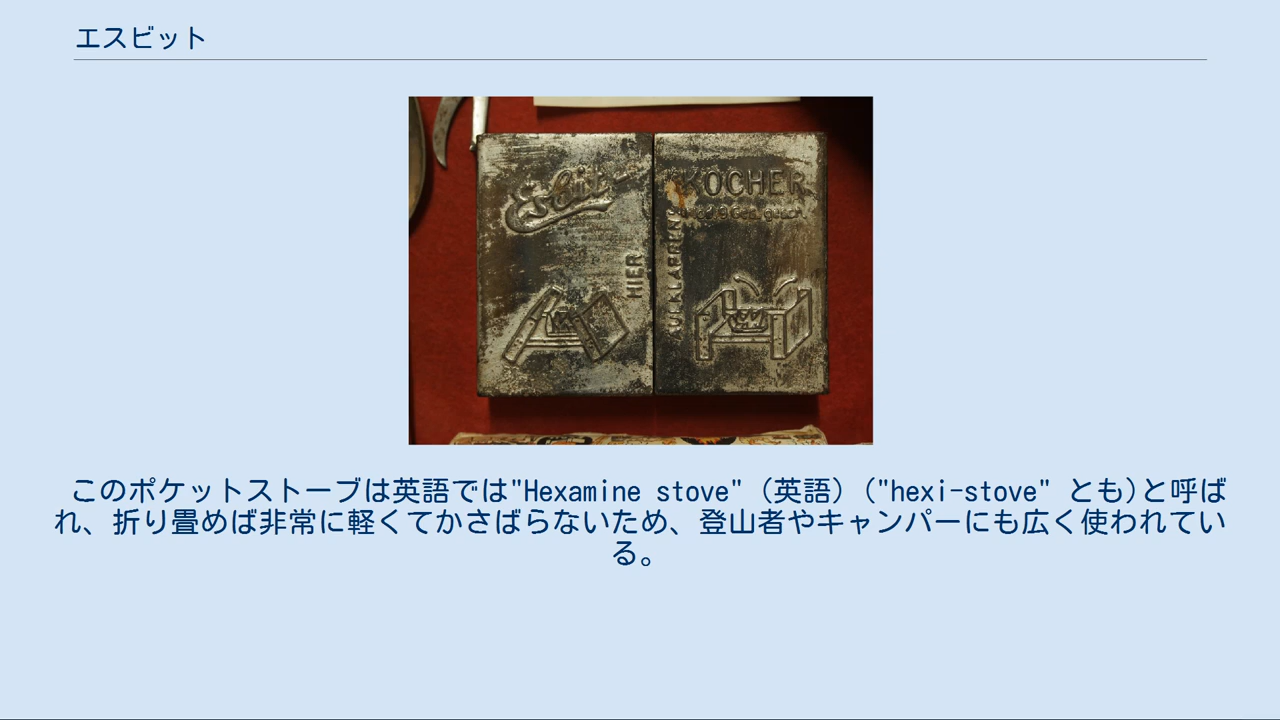 エスビット
Esbit
KOCHER
HIER
AUFKLAPPEN
このポケットストーブは英語では"Hexamine stove" (英語) ("hexi-stove" とも)と呼ば
れ、折り畳めば非常に軽くてかさばらないため、登山者やキャンパーにも広く使われてい
る。